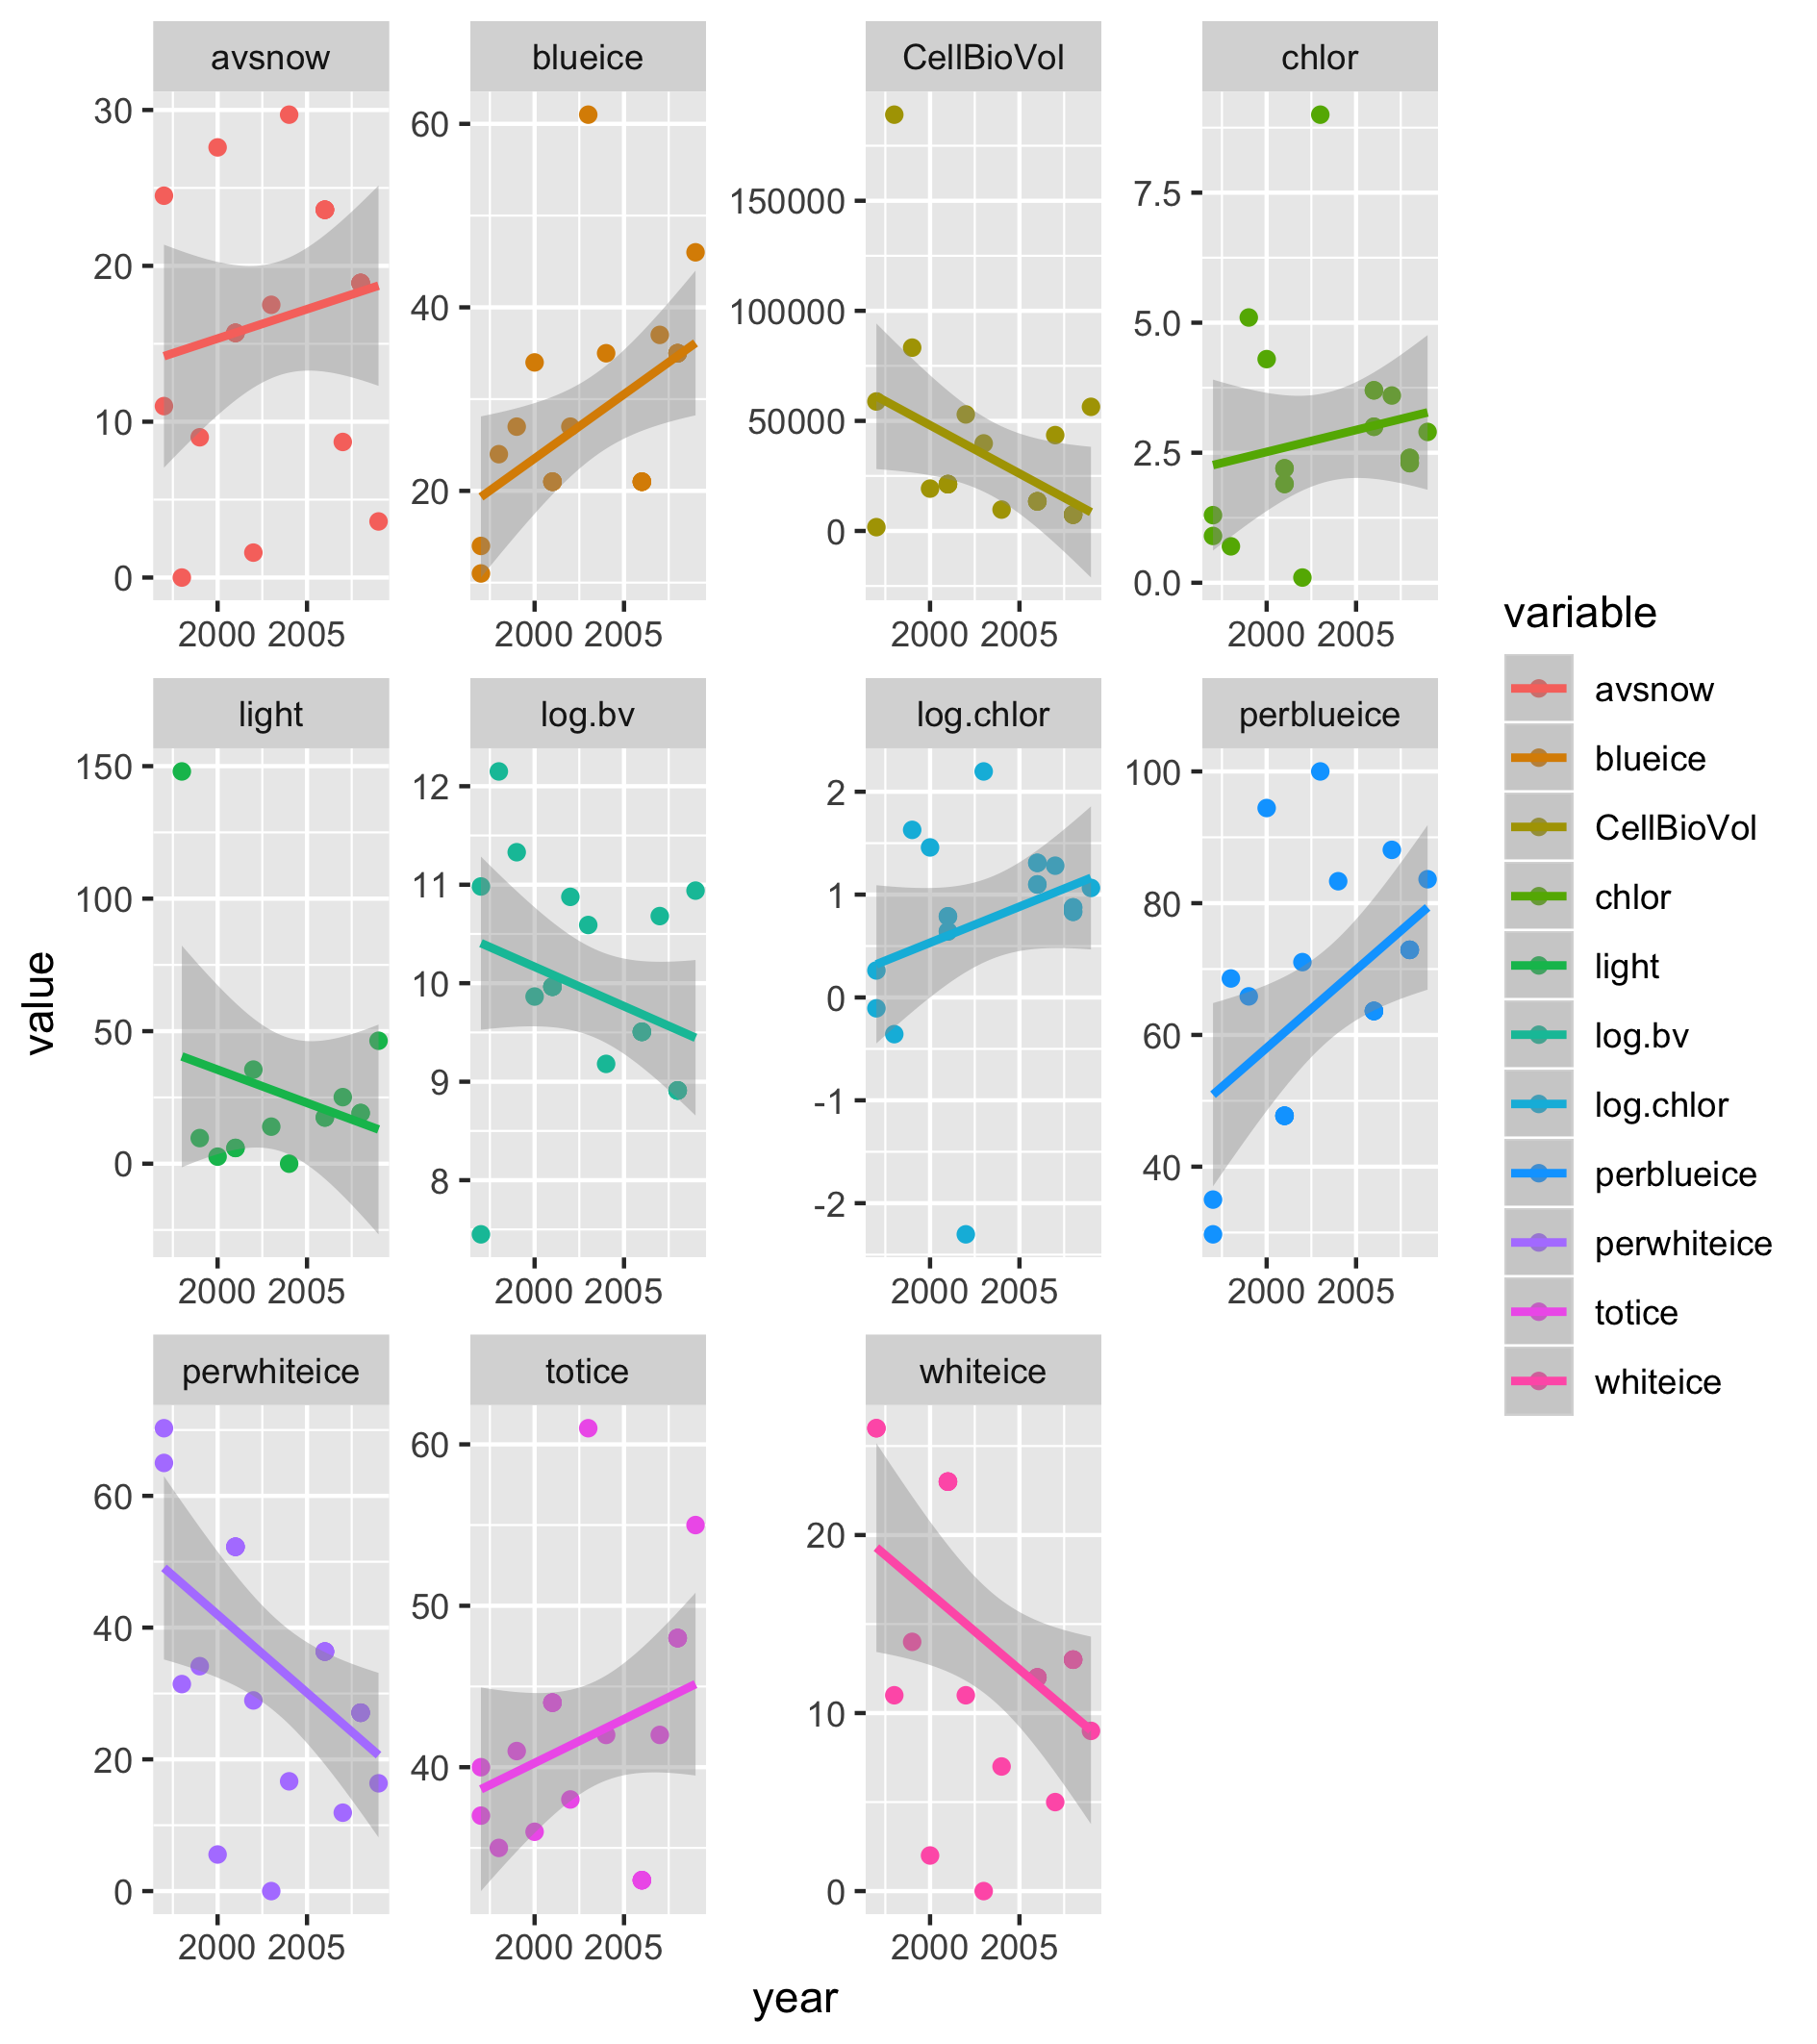 avsnow blueice CellBioVol chlor
30
20
10
0
60
40
20
150000
100000
50000
0
7.5
5.0
2.5
0.0
2000 2005 2000 2005 2000 2005 2000 2005
light log.bv log.chlor perblueice
150
100
50
0
12
11
10
9
8
2
1
0
-1
-2
100
80
60
40
2000 2005 2000 2005 2000 2005 2000 2005
perwhiteice totice whiteice
60
40
20
0
60
50
40
20
10
0
2000 2005 2000 2005 2000 2005
value
year
variable
avsnow
blueice
CellBioVol
chlor
light
log.bv
log.chlor
perblueice
perwhiteice
totice
whiteice